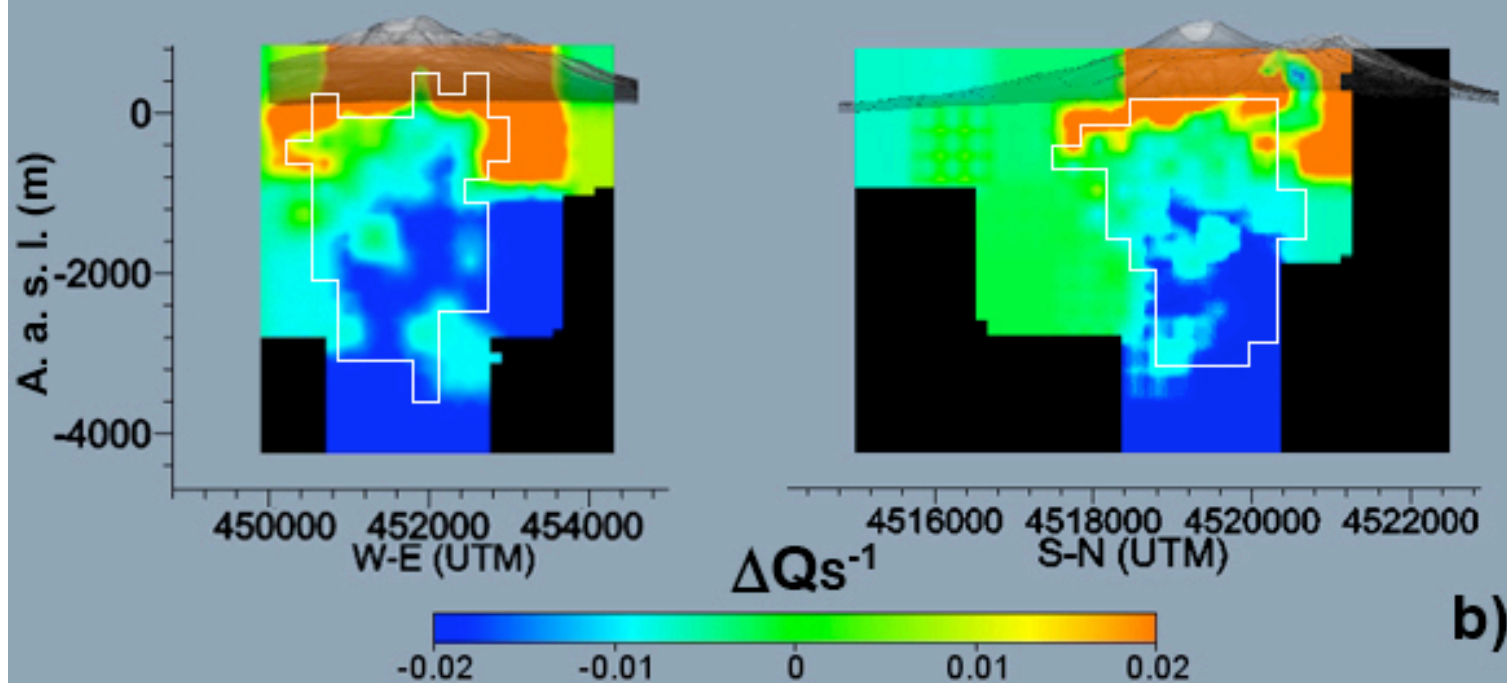 A. a. s. l. (m)
0
-2000
-4000
450000 452000 454000
W-E (UTM)
4516000 4518000 4520000 4522000
S-N (UTM)
ΔQs⁻¹
-0.02 -0.01 0 0.01 0.02
b)